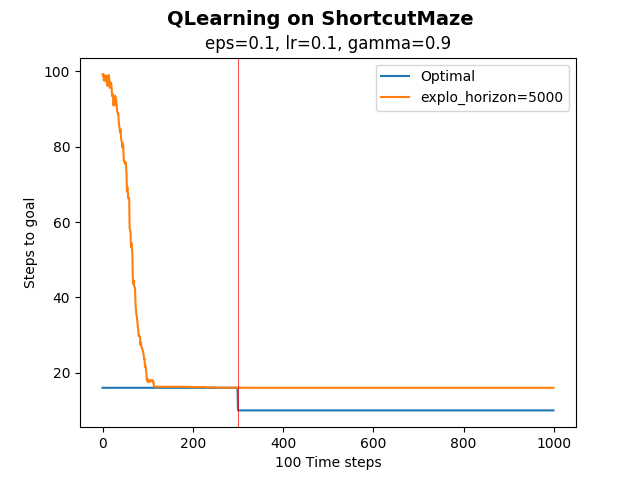 QLearning on ShortcutMaze
eps=0.1, lr=0.1, gamma=0.9
Optimal
explo_horizon=5000
Steps to goal
100
80
60
40
20
0 200 400 600 800 1000
100 Time steps